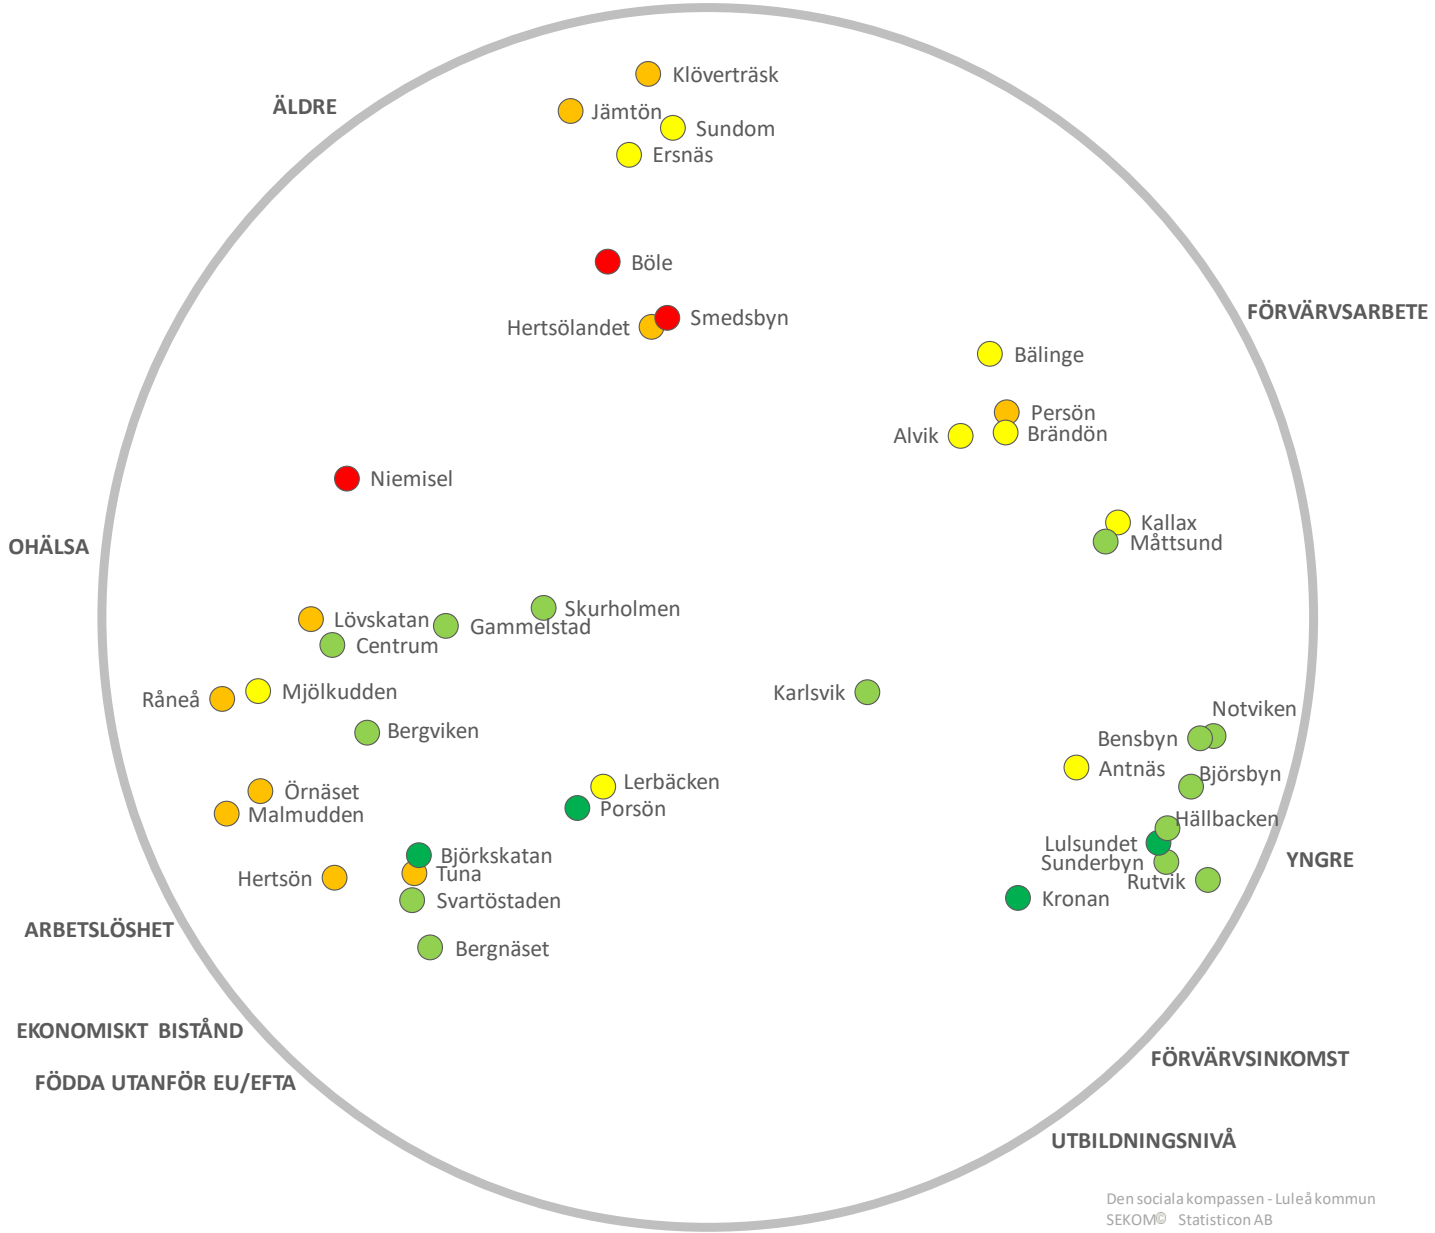 Klöverträsk
ÄLDRE
Jämtön
Sundom
Ersnäs
Böle
FÖRVÄRVSARBETE
Smedsbyn
Hertsölandet
Bälinge
Persön
Alvik
Brändön
Niemisel
Kallax
Måttsund
OHÄLSA
Skurholmen
Lövskatan
Gammelstad
Centrum
Mjölkudden
Råneå
Karlsvik
Notviken
Bergviken
Bensbyn
Antnäs
Björsbyn
Lerbäcken
Örnäset
Porsön
Malmudden
Hällbacken
Lulsundet
Björkskatan
YNGRE
Sunderbyn
Tuna
Hertsön
Rutvik
Svartöstaden
Kronan
ARBETSLÖSHET
Bergnäset
EKONOMISKT BISTÅND
FÖRVÄRVSINKOMST
FÖDDA UTANFÖR EU/EFTA
UTBILDNINGSNIVÅ
Den sociala kompassen - Luleå kommun
SEKOM© Statisticon AB